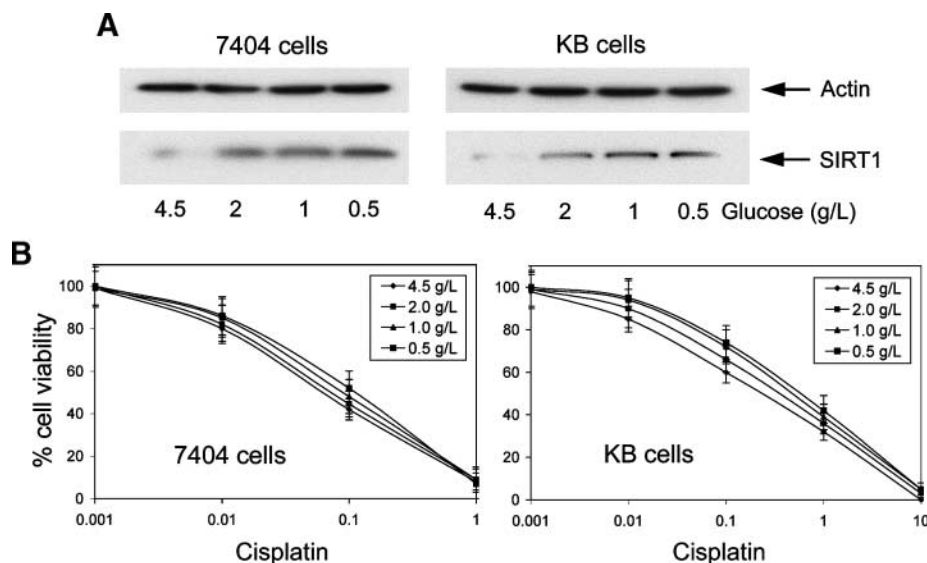 A
7404 cells KB cells
Actin
SIRT1
4.5 2 1 0.5 4.5 2 1 0.5 Glucose (g/L)
B
% cell viability
100
80
60
40
20
0
0.001 0.01 0.1 1
Cisplatin
7404 cells
4.5 g/L
2.0 g/L
1.0 g/L
0.5 g/L
100
80
60
40
20
0
0.001 0.01 0.1 1 10
Cisplatin
KB cells
4.5 g/L
2.0 g/L
1.0 g/L
0.5 g/L